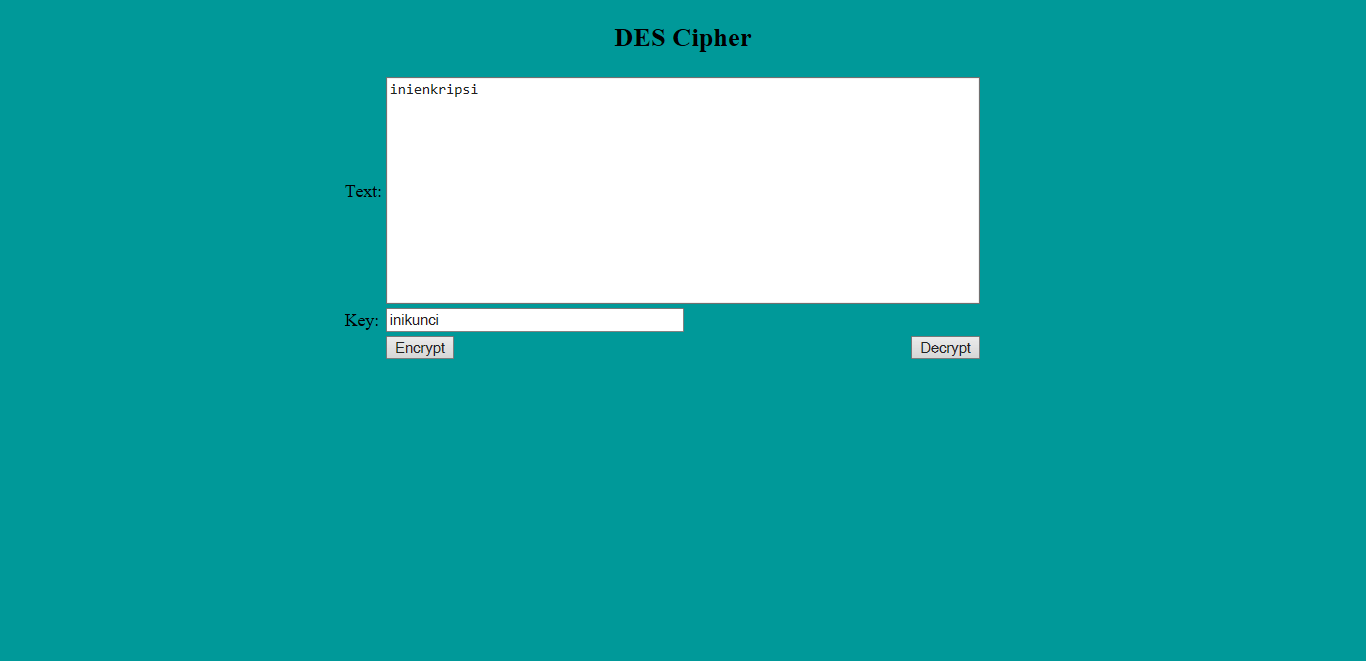 DES Cipher
Text: inienkripsi
Key: inikunci
Encrypt Decrypt